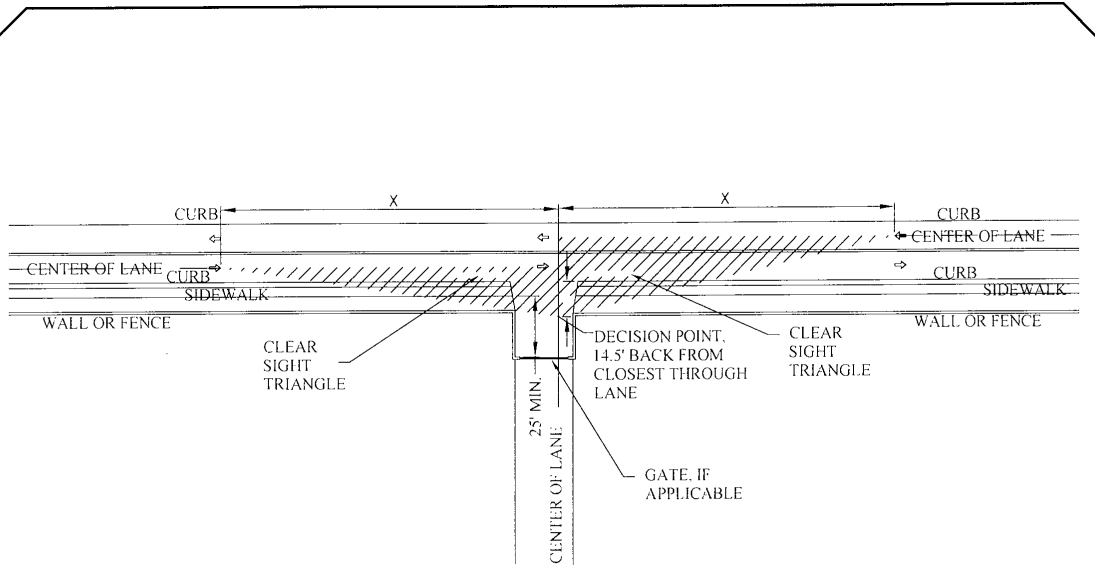 X
X
CURB
CURB
CENTER OF LANE
CENTER OF LANE
CURB
CURB
SIDEWALK
SIDEWALK
WALL OR FENCE
WALL OR FENCE
CLEAR
SIGHT
TRIANGLE
DECISION POINT,
14.5' BACK FROM
CLOSEST THROUGH
LANE
CLEAR
SIGHT
TRIANGLE
25' MIN.
CENTER OF LANE
GATE, IF
APPLICABLE